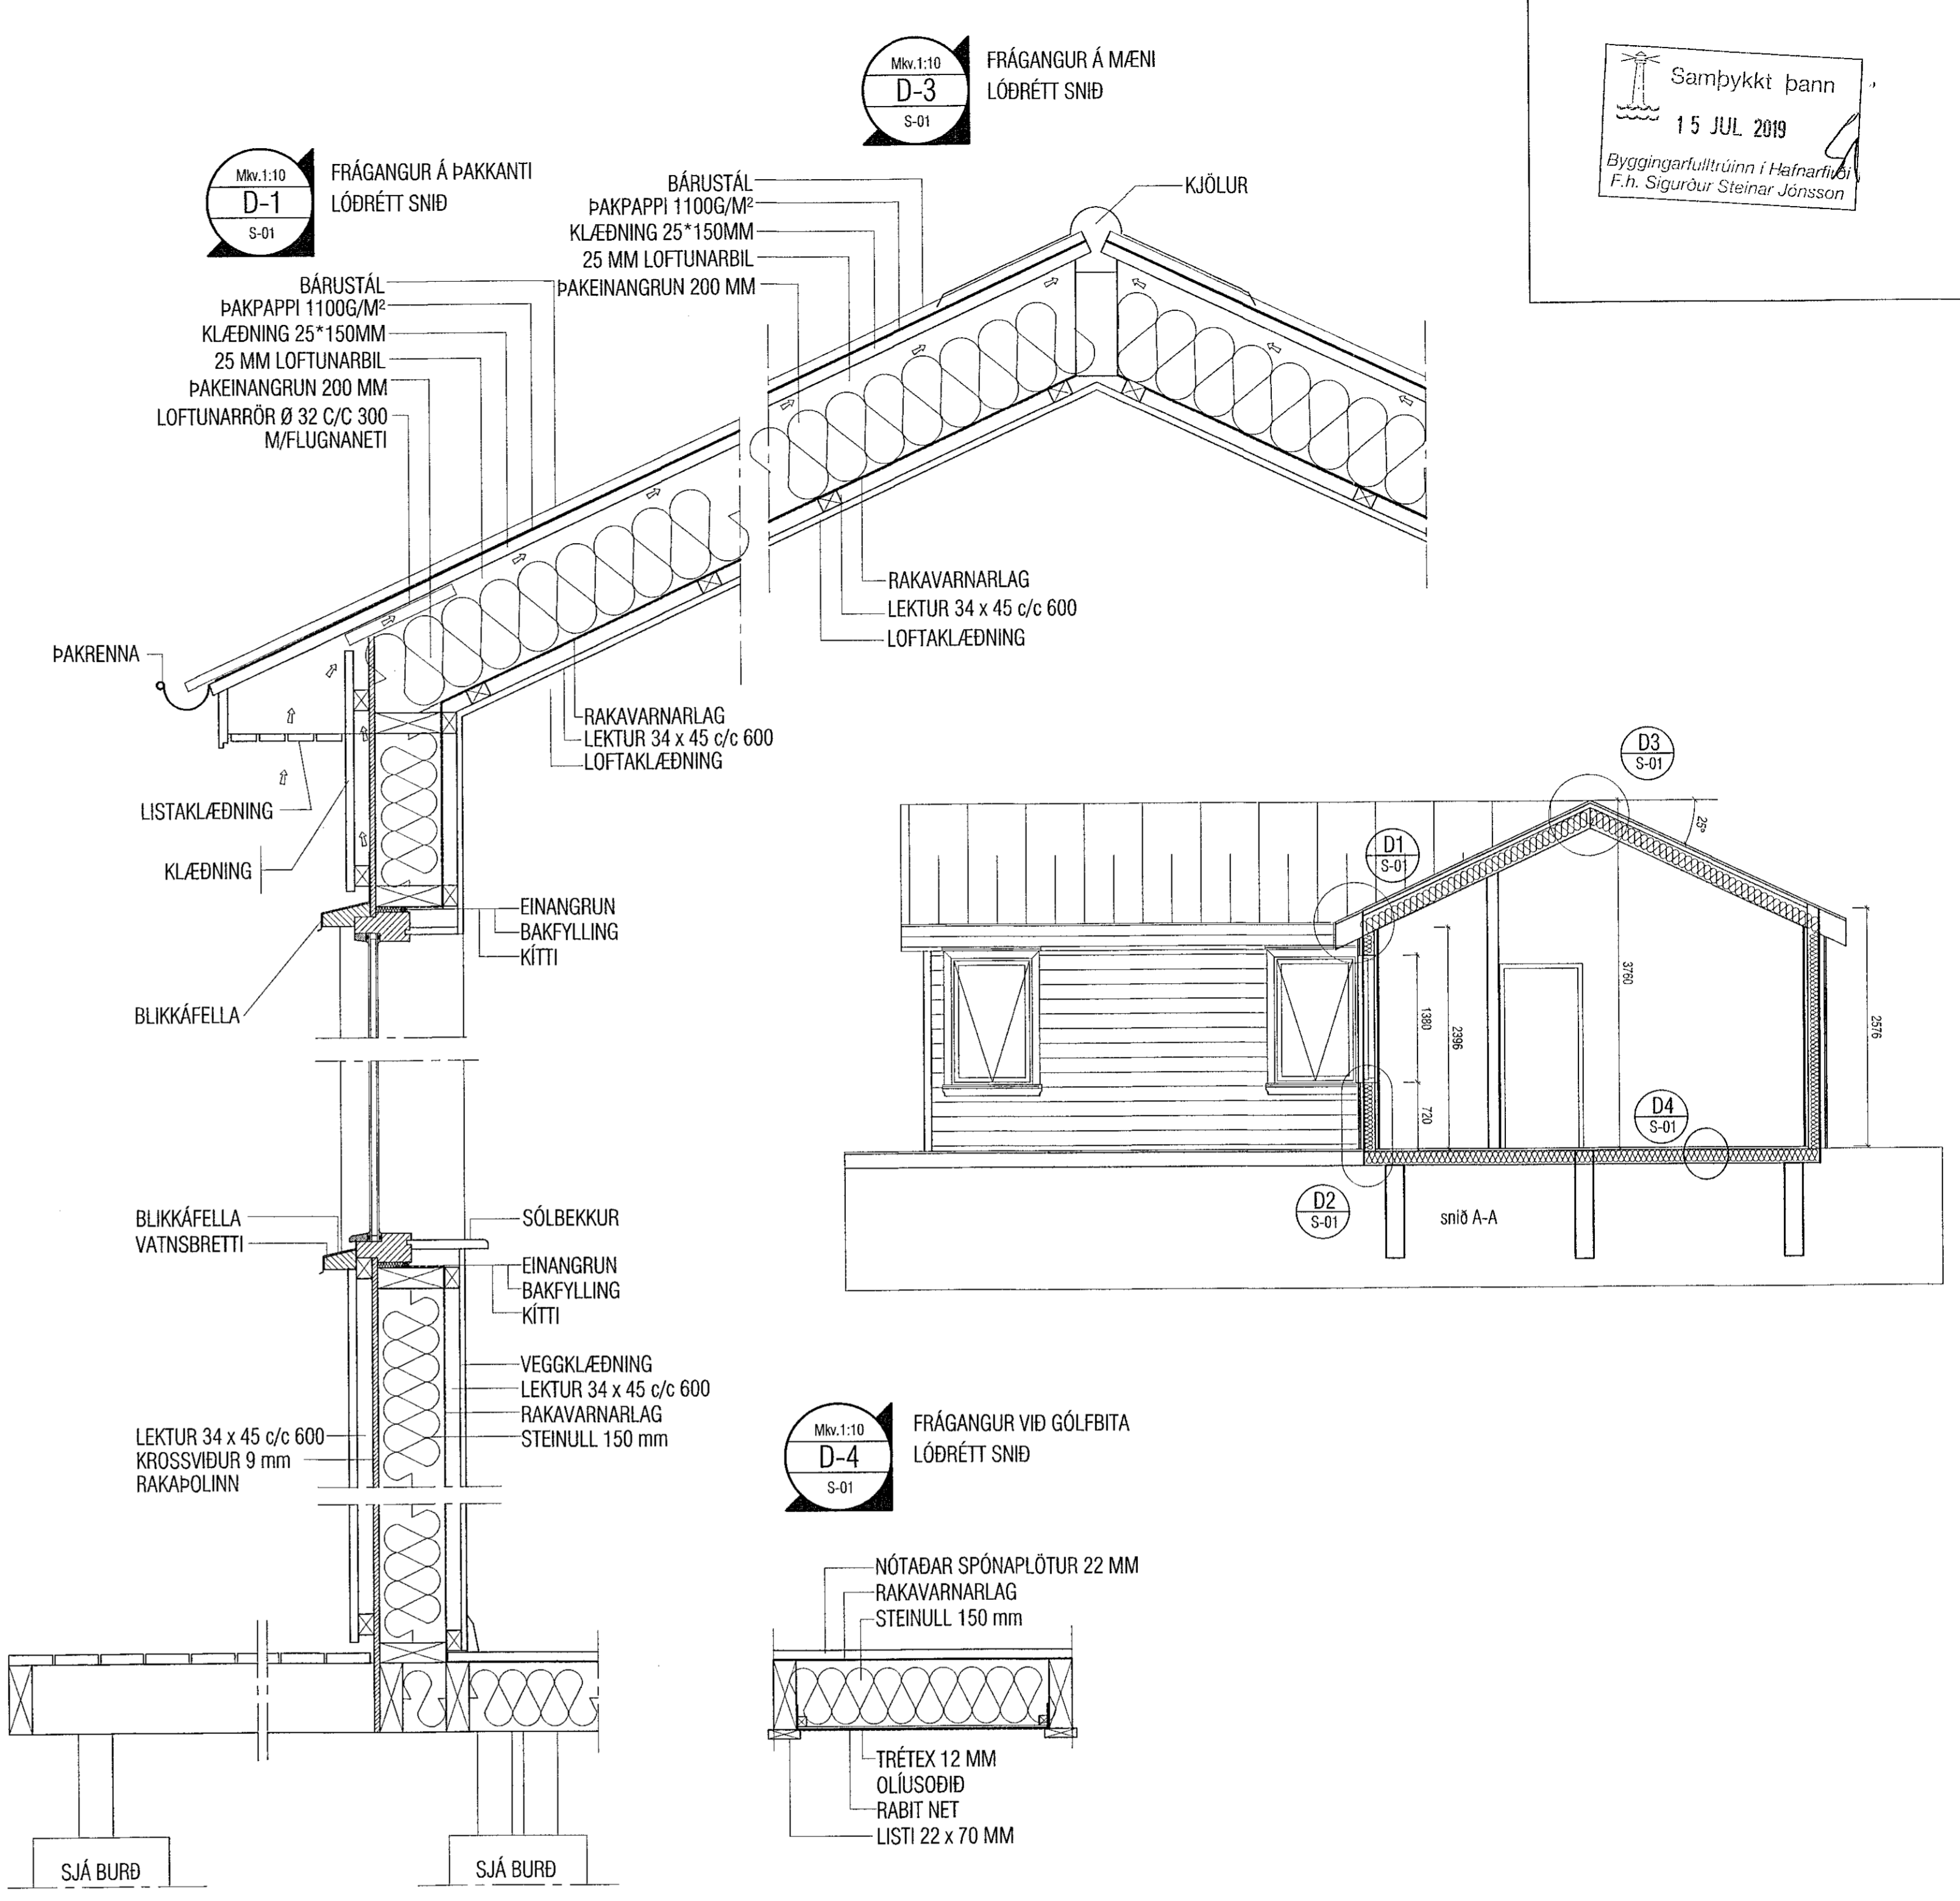 Samþykkt þann
15 JUL 2019
Byggingarfulltrúinn í Hafnarfirði
F.h. Sigurður Steinar Jónsson
Mkv.1:10
D-3
S-01
FRÁGANGUR Á MÆNI
LÓÐRÉTT SNIÐ
Mkv.1:10
D-1
S-01
FRÁGANGUR Á ÞAKKANTI
LÓÐRÉTT SNIÐ
BÁRUSTÁL
ÞAKPAPPI 1100G/M²
KLÆÐNING 25*150MM
25 MM LOFTUNARBIL
ÞAKEINANGRUN 200 MM
KJÖLUR
BÁRUSTÁL
ÞAKPAPPI 1100G/M²
KLÆÐNING 25*150MM
25 MM LOFTUNARBIL
ÞAKEINANGRUN 200 MM
LOFTUNARRÖR Ø 32 C/C 300
M/FLUGNANETI
RAKAVARNARLAG
LEKTUR 34 x 45 c/c 600
LOFTAKLÆÐNING
ÞAKRENNA
RAKAVARNARLAG
LEKTUR 34 x 45 c/c 600
LOFTAKLÆÐNING
LISTAKLÆÐNING
KLÆÐNING
EINANGRUN
BAKFYLLING
KÍTTI
BLIKKÁFELLA
D3
S-01
D1
S-01
25°
3760
1380
2396
2576
720
D4
S-01
D2
S-01
snið A-A
BLIKKÁFELLA
VATNSBRETTI
SÓLBEKKUR
EINANGRUN
BAKFYLLING
KÍTTI
VEGGKLÆÐNING
LEKTUR 34 x 45 c/c 600
RAKAVARNARLAG
STEINULL 150 mm
LEKTUR 34 x 45 c/c 600
KROSSVIÐUR 9 mm
RAKAÞOLINN
Mkv.1:10
D-4
S-01
FRÁGANGUR VIÐ GÓLFBITA
LÓÐRÉTT SNIÐ
NÓTAÐAR SPÓNAPLÖTUR 22 MM
RAKAVARNARLAG
STEINULL 150 mm
TRÉTEX 12 MM
OLÍUSOÐIÐ
RABIT NET
LISTI 22 x 70 MM
SJÁ BURÐ
SJÁ BURÐ